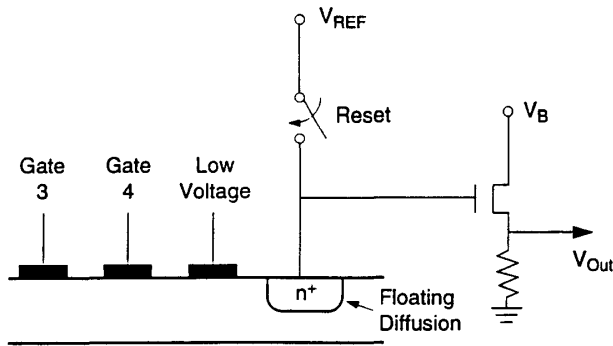 V_REF
Reset
V_B
Gate
3
Gate
4
Low
Voltage
V_Out
n+
Floating
Diffusion